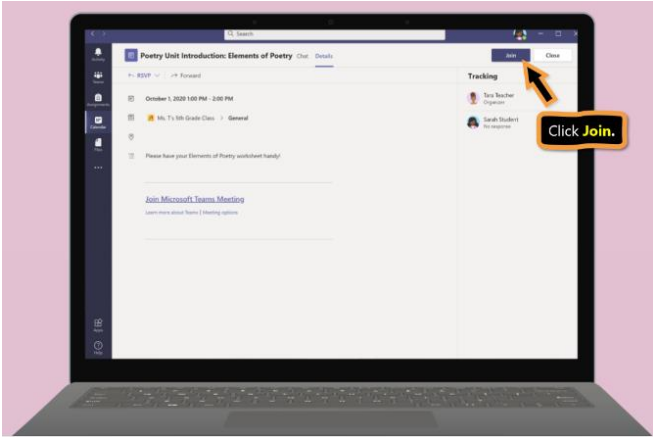 Search
Activity
Poetry Unit Introduction: Elements of Poetry Chat Details
Join
Close
RSVP
Forward
Tracking
Teams
Assignments
October 1, 2020 1:00 PM - 2:00 PM
Tara Teacher
Organizer
Ms. T's 9th Grade Class > General
Calendar
Sarah Student
No response
Click Join.
Files
Please have your Elements of Poetry worksheet handy!
Join Microsoft Teams Meeting
Learn more about Teams | Meeting options
Apps
Help